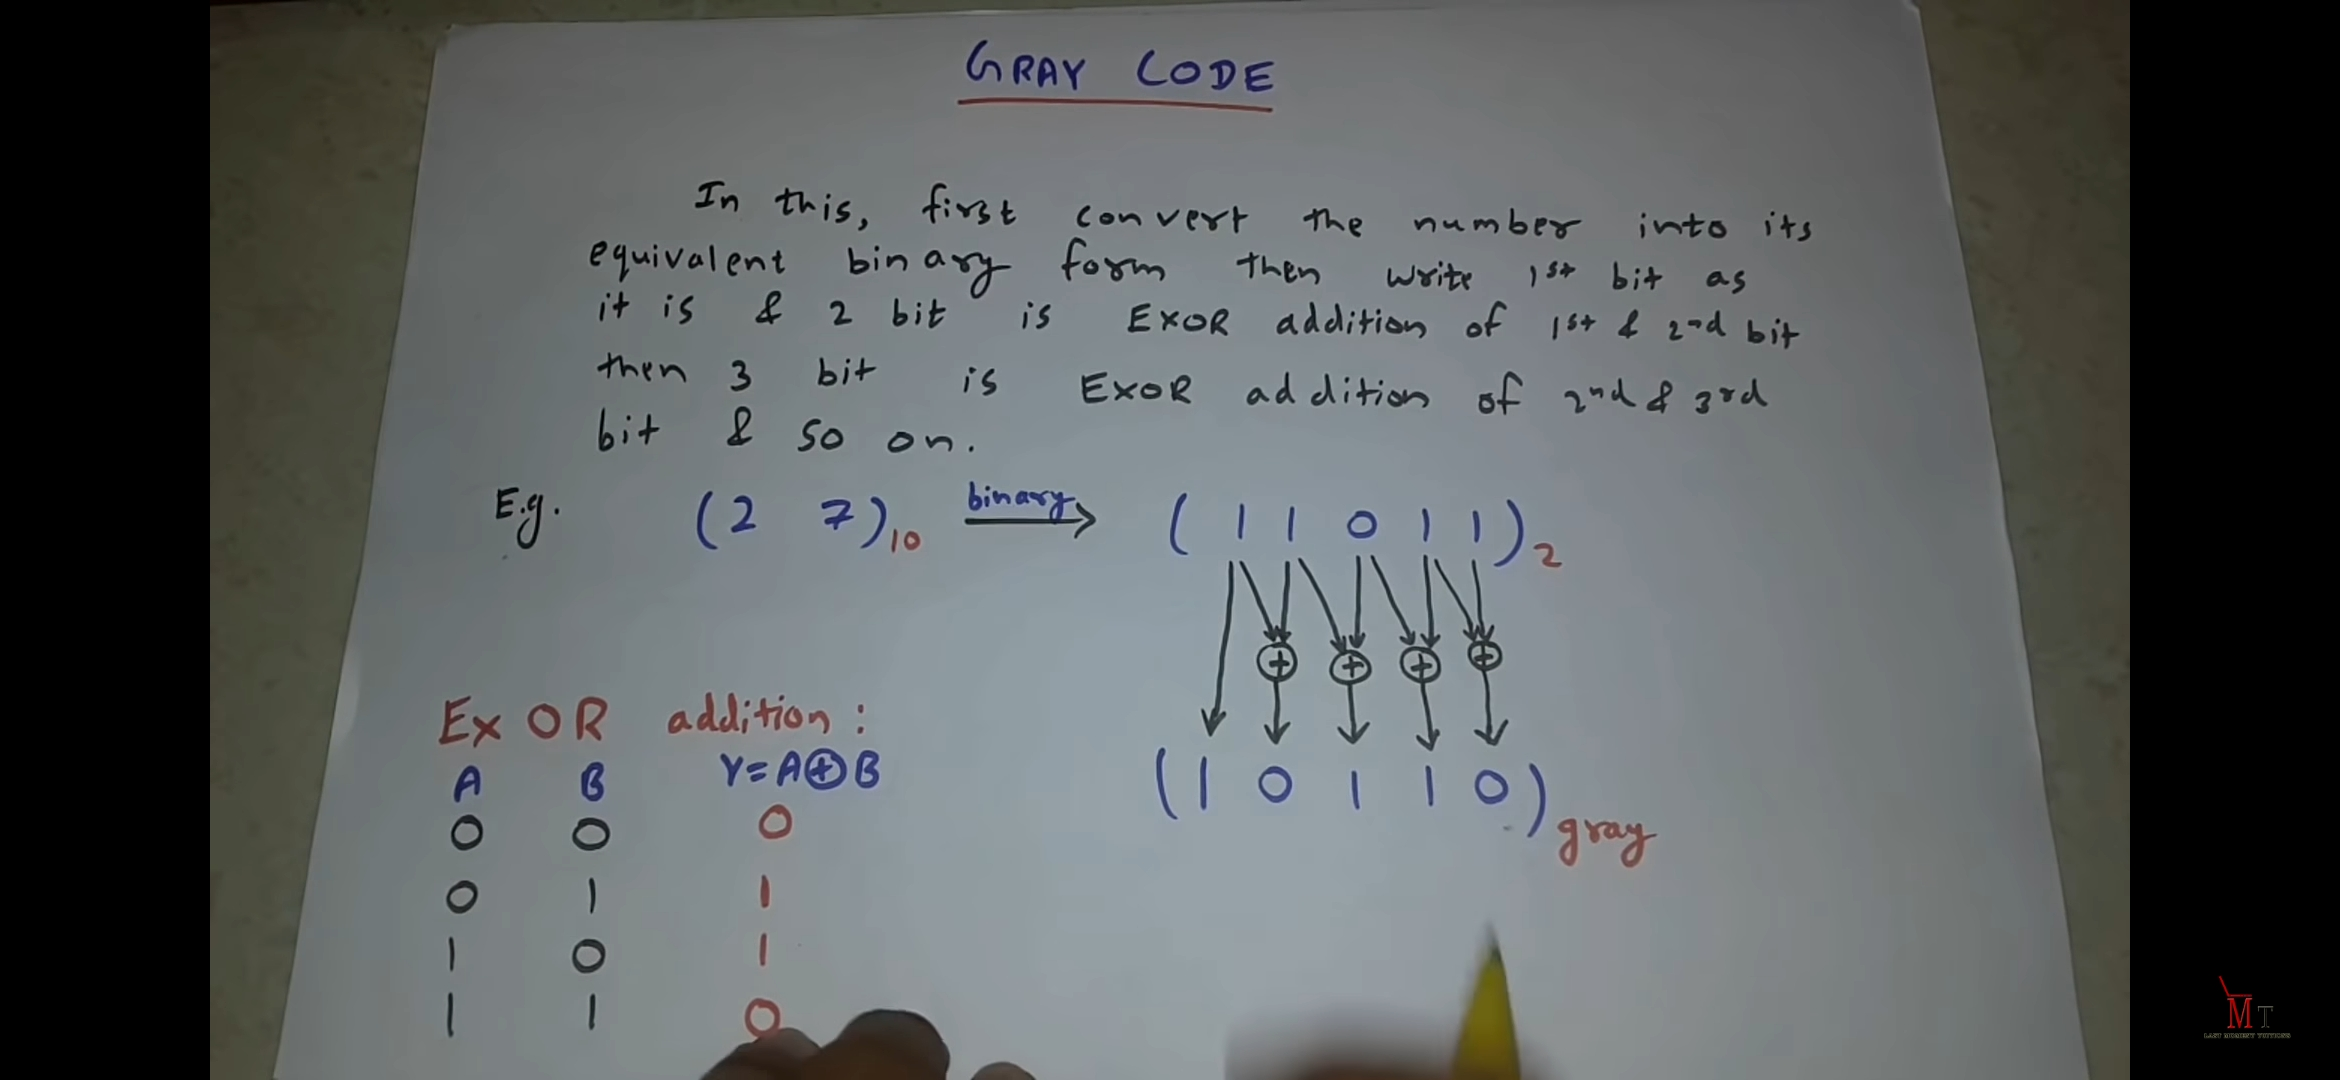 GRAY CODE
In this, first convert the number into its
equivalent binary form then write 1st bit as
it is & 2 bit is EXOR addition of 1st & 2nd bit
then 3 bit is EXOR addition of 2nd & 3rd
bit & so on.
E.g. (2 7)10 binary → (1 1 0 1 1)2
⊕ ⊕ ⊕ ⊕
(1 0 1 1 0)gray
Ex OR addition :
A B Y=A⊕B
0 0 0
0 1 1
1 0 1
1 1 0
MT
LAST MOMENT TUITIONS